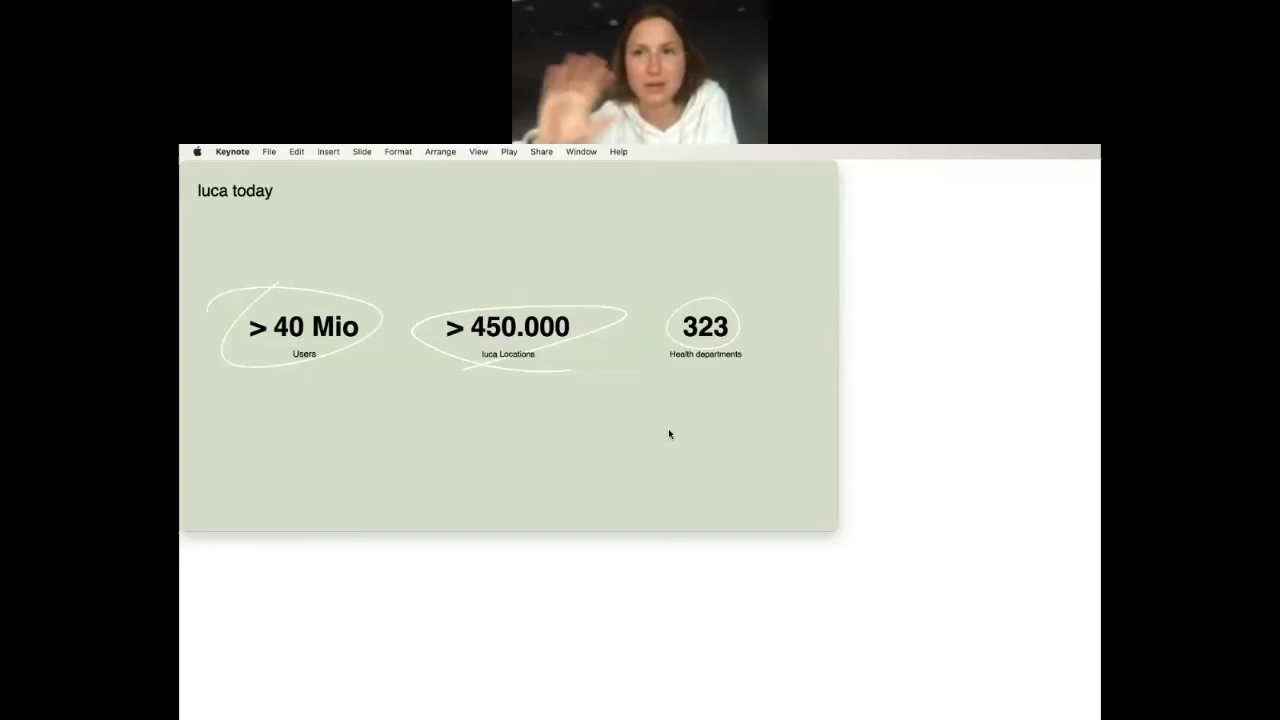 Keynote File Edit Insert Slide Format Arrange View Play Share Window Help
luca today
> 40 Mio > 450.000 323
Users luca Locations Health departments